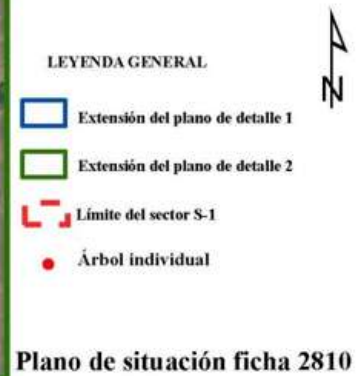 N
LEYENDA GENERAL
Extensión del plano de detalle 1
Extensión del plano de detalle 2
Límite del sector S-1
Árbol individual
Plano de situación ficha 2810